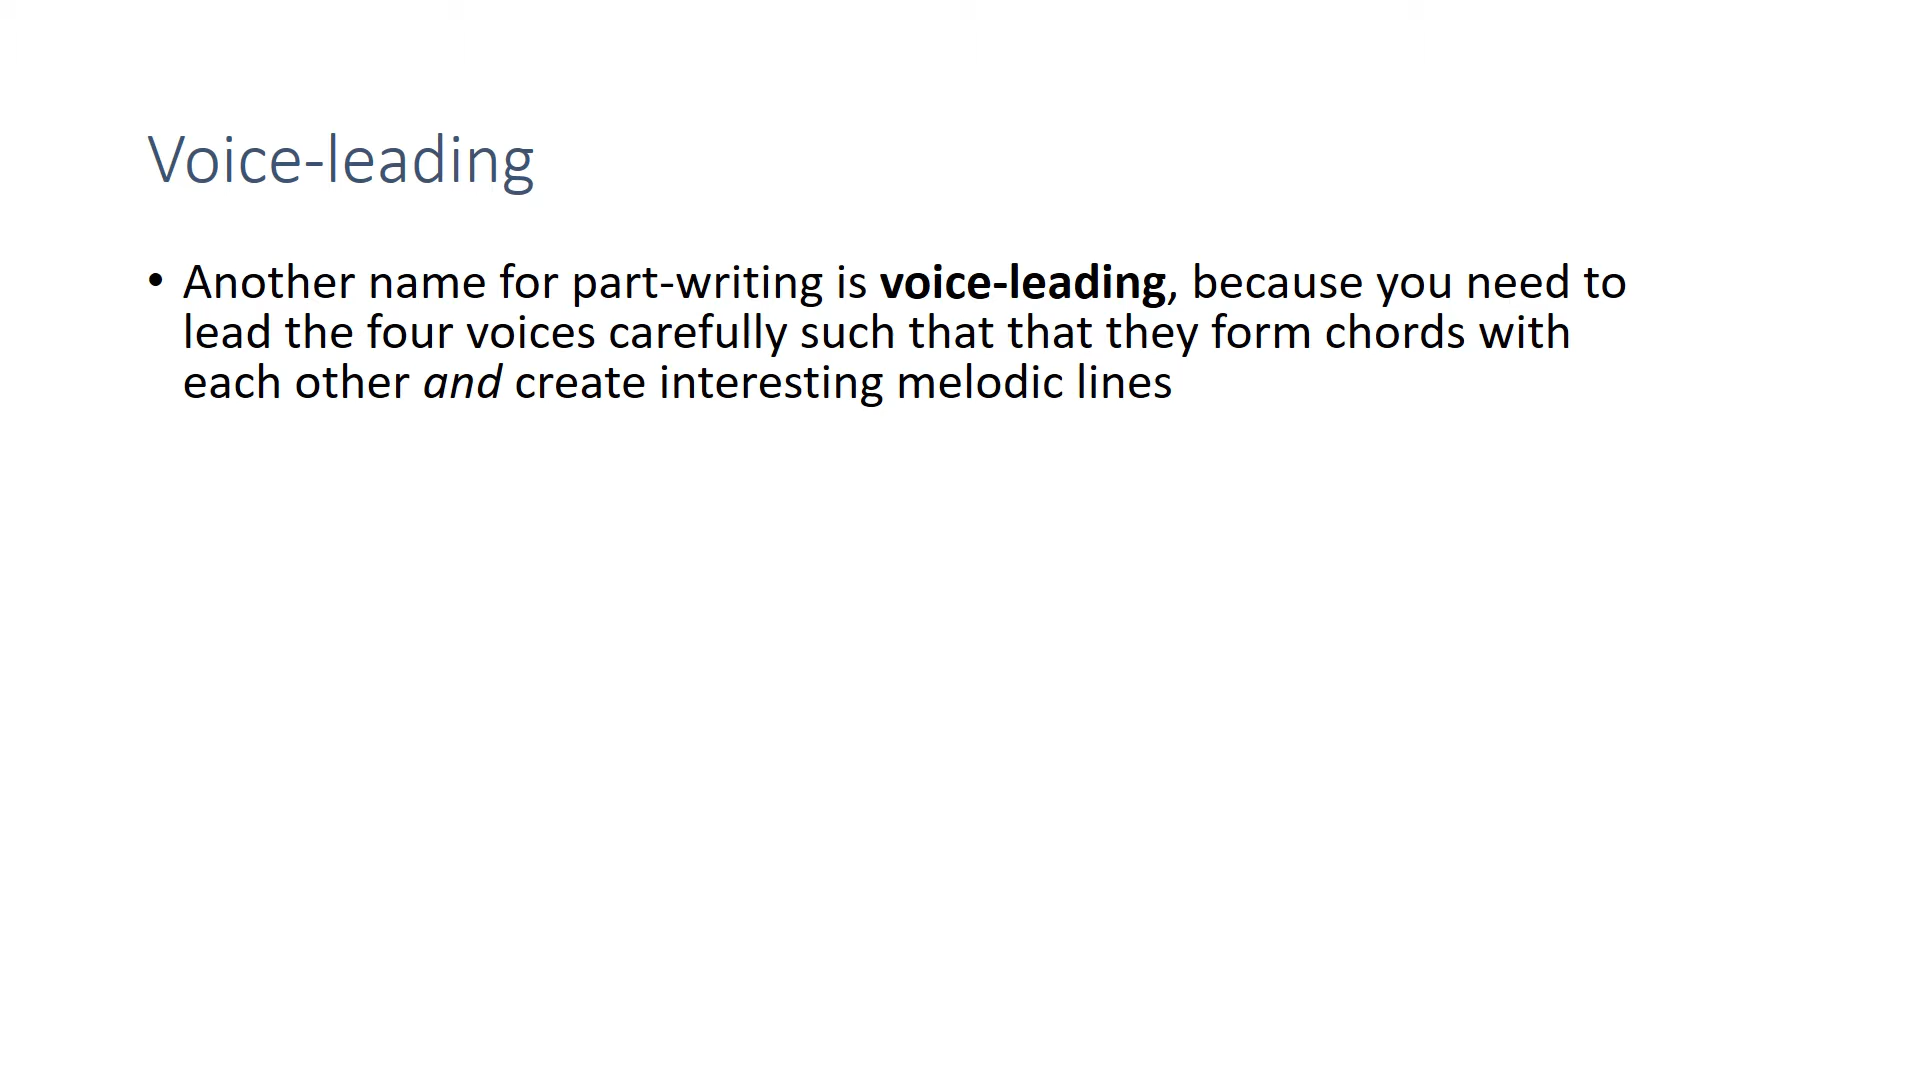 Voice-leading
• Another name for part-writing is voice-leading, because you need to
lead the four voices carefully such that that they form chords with
each other and create interesting melodic lines